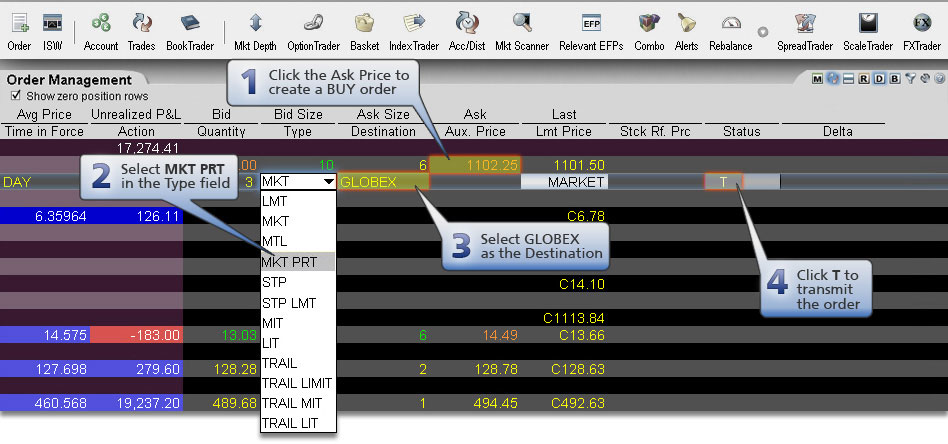 Order ISW Account Trades BookTrader Mkt Depth OptionTrader Basket IndexTrader Acc/Dist Mkt Scanner Relevant EFPs Combo Alerts Rebalance SpreadTrader ScaleTrader FXTrader
EFP
FX
Order Management
M R D B
Show zero position rows
1 Click the Ask Price to
create a BUY order
Avg Price Unrealized P&L Bid Bid Size Ask Size Ask Last
Time in Force Action Quantity Type Destination Aux. Price Lmt Price Stck Rf. Prc Status Delta
17,274.41
.00 10 6 1102.25 1101.50
2 Select MKT PRT
in the Type field
DAY 3 MKT GLOBEX MARKET T
LMT
6.35964 126.11 MKT C6.78
MTL
3 Select GLOBEX
as the Destination
MKT PRT
4 Click T to
transmit
the order
STP C14.10
STP LMT
MIT C1113.84
14.575 -183.00 13.03 6 14.49 C13.66
LIT
TRAIL
127.698 279.60 128.28 2 128.78 C128.63
TRAIL LIMIT
TRAIL MIT
460.568 19,237.20 489.68 1 494.45 C492.63
TRAIL LIT